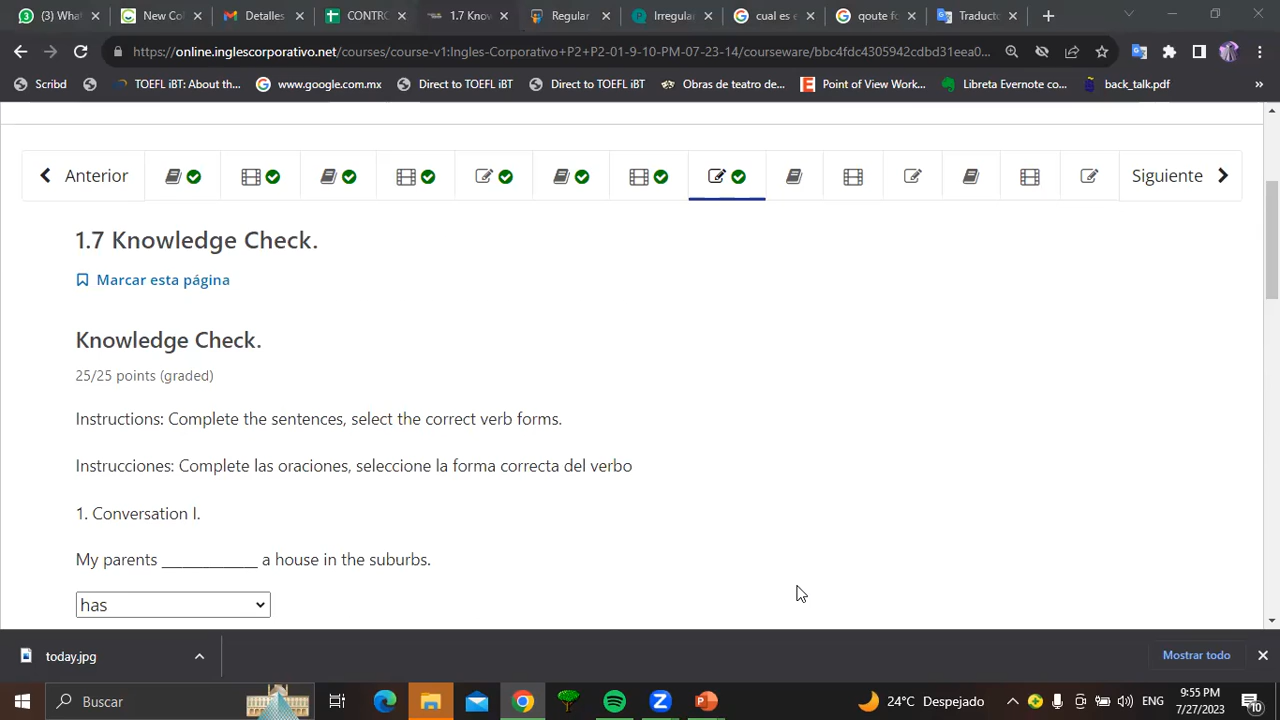 (3) What
New Co
Detalles
CONTRO
1.7 Know
Regular
Irregula
cual es e
qoute fo
Traducto
https://online.inglescorporativo.net/courses/course-v1:Ingles-Corporativo+P2+P2-01-9-10-PM-07-23-14/courseware/bbc4fdc4305942cdbd31eea0...
Scribd
TOEFL iBT: About th...
www.google.com.mx
Direct to TOEFL iBT
Direct to TOEFL iBT
Obras de teatro de...
Point of View Work...
Libreta Evernote co...
back_talk.pdf
»
Anterior
Siguiente
1.7 Knowledge Check.
Marcar esta página
Knowledge Check.
25/25 points (graded)
Instructions: Complete the sentences, select the correct verb forms.
Instrucciones: Complete las oraciones, seleccione la forma correcta del verbo
1. Conversation I.
My parents ____________ a house in the suburbs.
has
today.jpg
Mostrar todo
Buscar
24°C Despejado
ENG
9:55 PM
7/27/2023
10